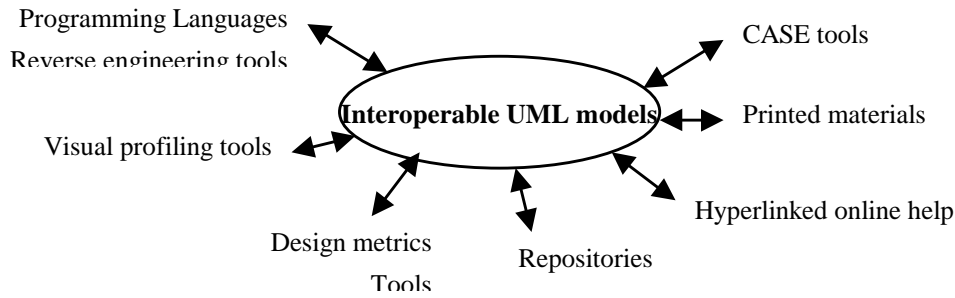 Programming Languages
CASE tools
Reverse engineering tools
Interoperable UML models
Printed materials
Visual profiling tools
Hyperlinked online help
Design metrics
Repositories
Tools